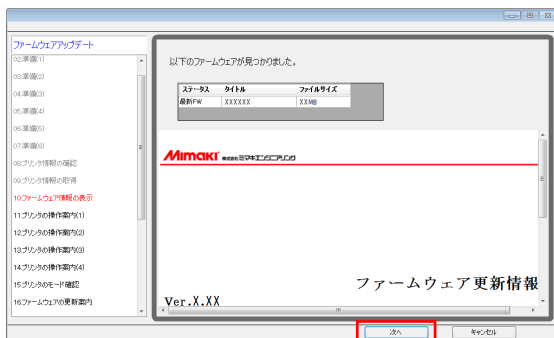 ファームウェアアップデート
02.準備(1)
03.準備(2)
04.準備(3)
05.準備(4)
06.準備(5)
07.準備(6)
08.プリンタ情報の確認
09.プリンタ情報の取得
10.ファームウェア情報の表示
11.プリンタの操作案内(1)
12.プリンタの操作案内(2)
13.プリンタの操作案内(3)
14.プリンタの操作案内(4)
15.プリンタのモード確認
16.ファームウェアの更新案内
以下のファームウェアが見つかりました。
ステータス タイトル ファイルサイズ
最新FW XXXXXX XXMB
Mimaki 株式会社ミマキエンジニアリング
ファームウェア更新情報
Ver.X.XX
次へ キャンセル